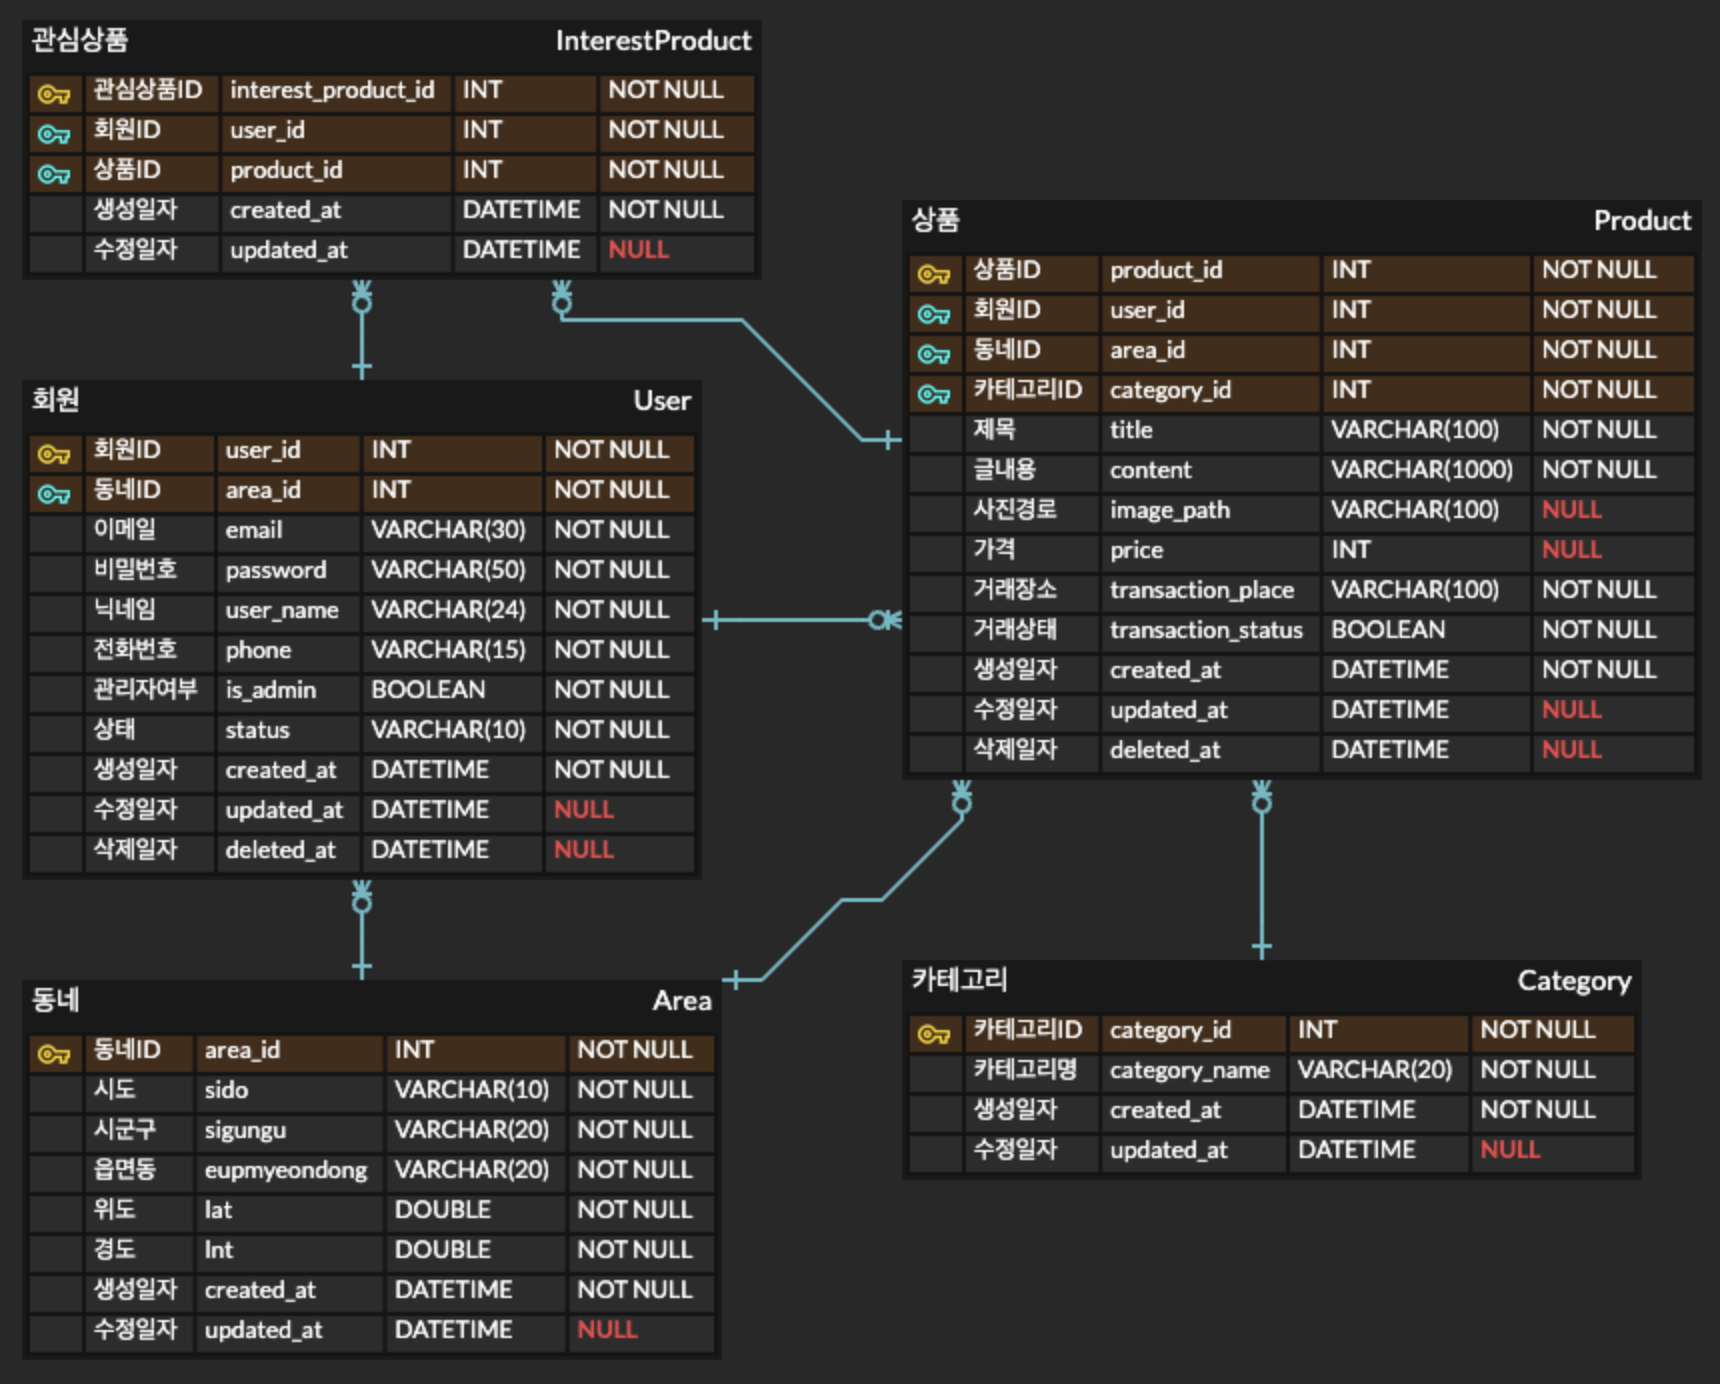 관심상품 InterestProduct
관심상품ID interest_product_id INT NOT NULL
회원ID user_id INT NOT NULL
상품ID product_id INT NOT NULL
생성일자 created_at DATETIME NOT NULL
수정일자 updated_at DATETIME NULL
회원 User
회원ID user_id INT NOT NULL
동네ID area_id INT NOT NULL
이메일 email VARCHAR(30) NOT NULL
비밀번호 password VARCHAR(50) NOT NULL
닉네임 user_name VARCHAR(24) NOT NULL
전화번호 phone VARCHAR(15) NOT NULL
관리자여부 is_admin BOOLEAN NOT NULL
상태 status VARCHAR(10) NOT NULL
생성일자 created_at DATETIME NOT NULL
수정일자 updated_at DATETIME NULL
삭제일자 deleted_at DATETIME NULL
동네 Area
동네ID area_id INT NOT NULL
시도 sido VARCHAR(10) NOT NULL
시군구 sigungu VARCHAR(20) NOT NULL
읍면동 eupmyeondong VARCHAR(20) NOT NULL
위도 lat DOUBLE NOT NULL
경도 lnt DOUBLE NOT NULL
생성일자 created_at DATETIME NOT NULL
수정일자 updated_at DATETIME NULL
상품 Product
상품ID product_id INT NOT NULL
회원ID user_id INT NOT NULL
동네ID area_id INT NOT NULL
카테고리ID category_id INT NOT NULL
제목 title VARCHAR(100) NOT NULL
글내용 content VARCHAR(1000) NOT NULL
사진경로 image_path VARCHAR(100) NULL
가격 price INT NULL
거래장소 transaction_place VARCHAR(100) NOT NULL
거래상태 transaction_status BOOLEAN NOT NULL
생성일자 created_at DATETIME NOT NULL
수정일자 updated_at DATETIME NULL
삭제일자 deleted_at DATETIME NULL
카테고리 Category
카테고리ID category_id INT NOT NULL
카테고리명 category_name VARCHAR(20) NOT NULL
생성일자 created_at DATETIME NOT NULL
수정일자 updated_at DATETIME NULL